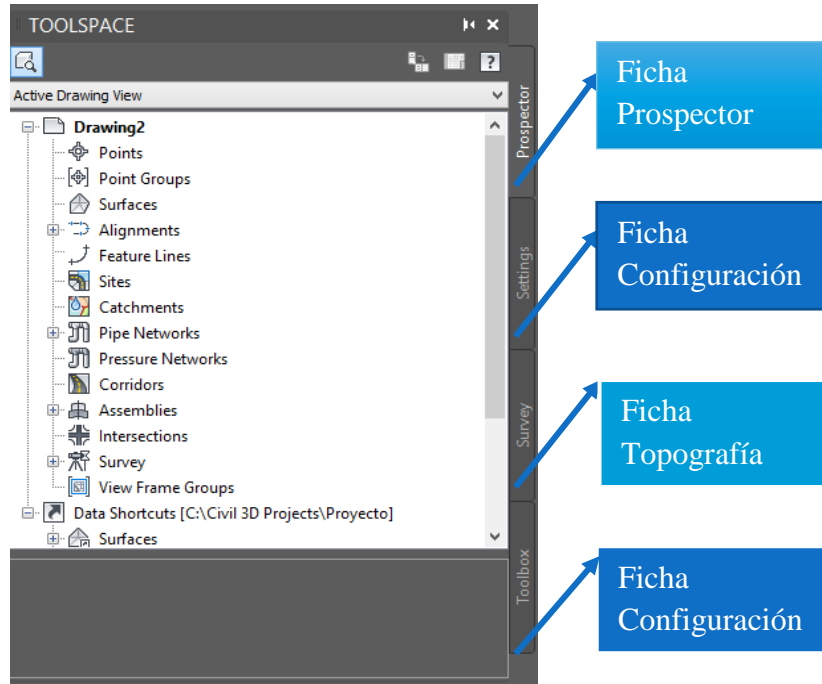 TOOLSPACE
Active Drawing View
Drawing2
Points
Point Groups
Surfaces
Alignments
Feature Lines
Sites
Catchments
Pipe Networks
Pressure Networks
Corridors
Assemblies
Intersections
Survey
View Frame Groups
Data Shortcuts [C:\Civil 3D Projects\Proyecto]
Surfaces
Prospector
Settings
Survey
Toolbox
Ficha
Prospector
Ficha
Configuración
Ficha
Topografía
Ficha
Configuración